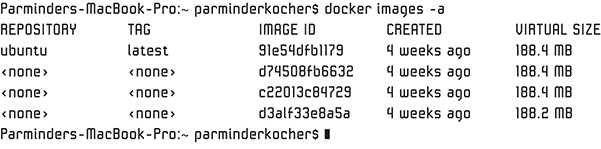 Parminders-MacBook-Pro:~ parminderkocher$ docker images -a
REPOSITORY TAG IMAGE ID CREATED VIRTUAL SIZE
ubuntu latest 91e54dfb1179 4 weeks ago 188.4 MB
<none> <none> d74508fb6632 4 weeks ago 188.4 MB
<none> <none> c22013c84729 4 weeks ago 188.4 MB
<none> <none> d3a1f33e8a5a 4 weeks ago 188.2 MB
Parminders-MacBook-Pro:~ parminderkocher$